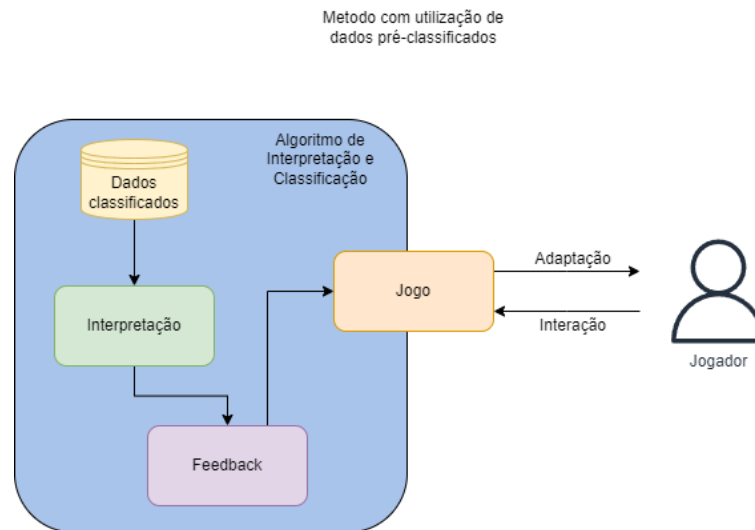 Metodo com utilização de
dados pré-classificados
Algoritmo de
Interpretação e
Classificação
Dados
classificados
Interpretação
Feedback
Jogo
Adaptação
Interação
Jogador